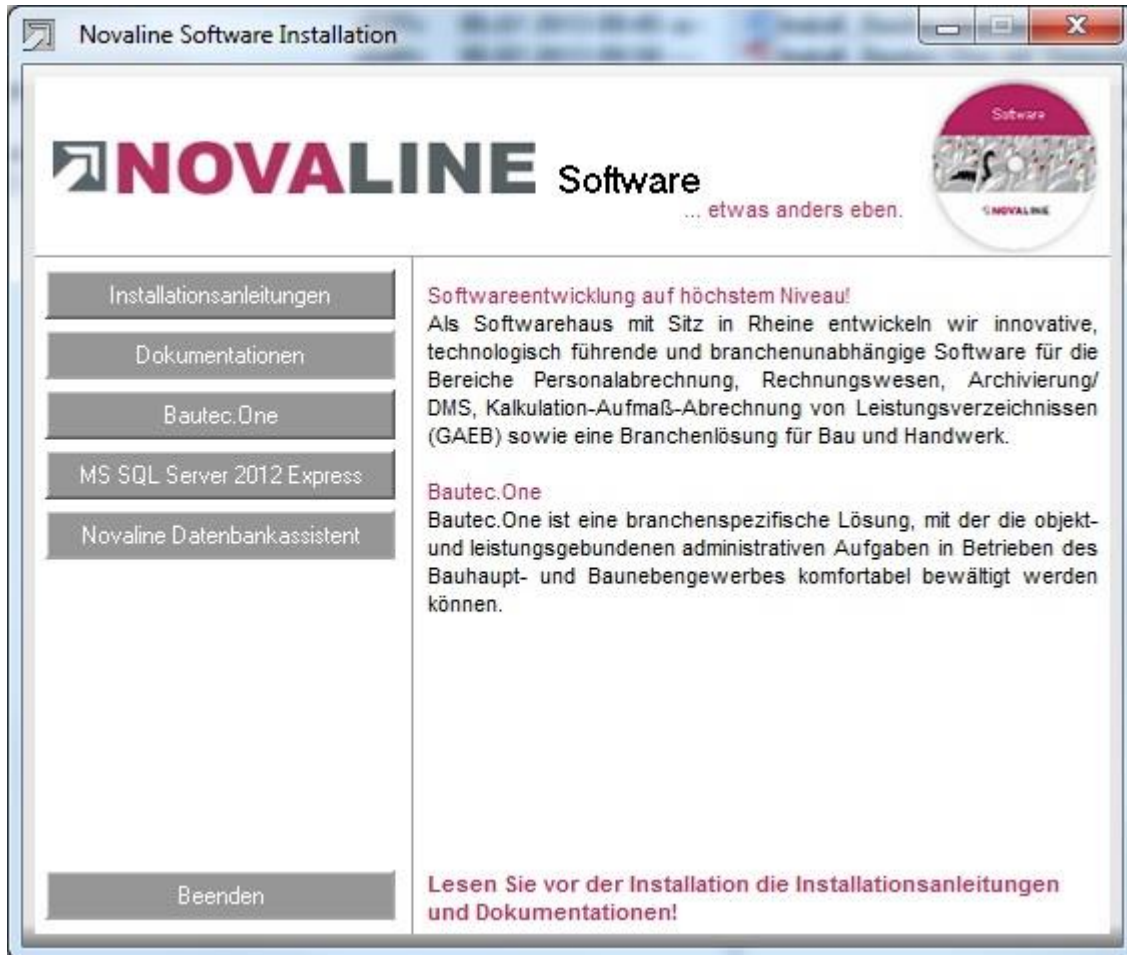 Novaline Software Installation
NOVALINE Software
... etwas anders eben.
Software
NOVALINE
Installationsanleitungen
Dokumentationen
Bautec.One
MS SQL Server 2012 Express
Novaline Datenbankassistent
Beenden
Softwareentwicklung auf höchstem Niveau!
Als Softwarehaus mit Sitz in Rheine entwickeln wir innovative,
technologisch führende und branchenunabhängige Software für die
Bereiche Personalabrechnung, Rechnungswesen, Archivierung/
DMS, Kalkulation-Aufmaß-Abrechnung von Leistungsverzeichnissen
(GAEB) sowie eine Branchenlösung für Bau und Handwerk.
Bautec.One
Bautec.One ist eine branchenspezifische Lösung, mit der die objekt-
und leistungsgebundenen administrativen Aufgaben in Betrieben des
Bauhaupt- und Baunebengewerbes komfortabel bewältigt werden
können.
Lesen Sie vor der Installation die Installationsanleitungen
und Dokumentationen!